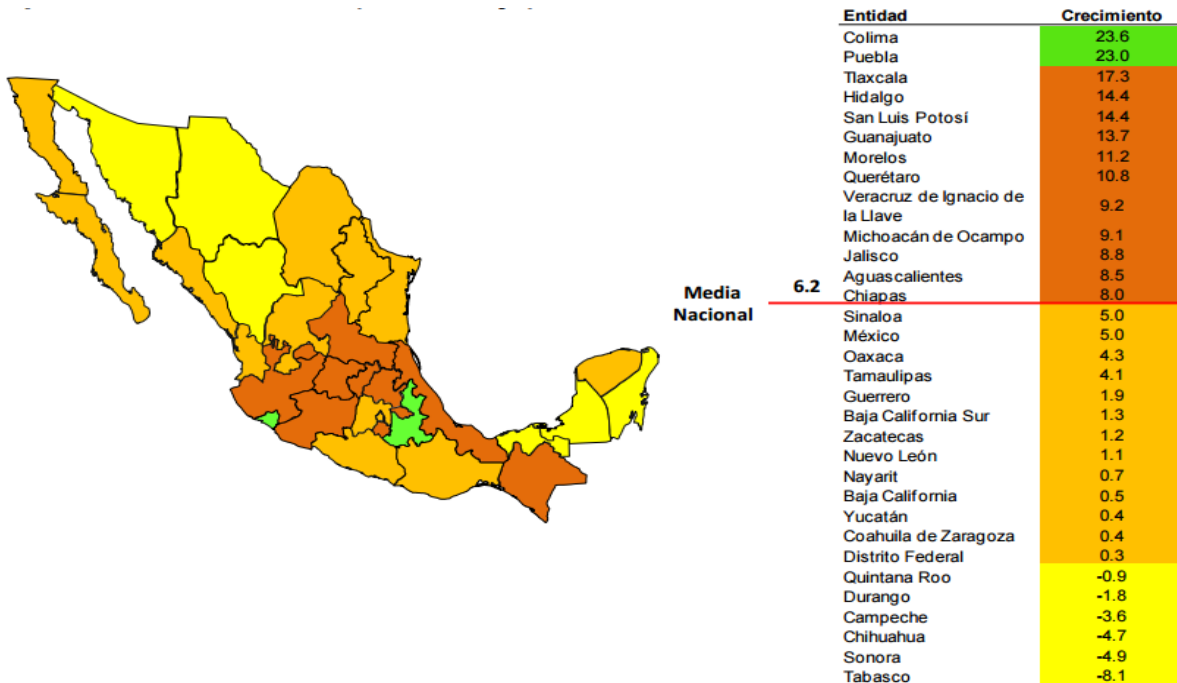 Entidad Crecimiento
Colima 23.6
Puebla 23.0
Tlaxcala 17.3
Hidalgo 14.4
San Luis Potosí 14.4
Guanajuato 13.7
Morelos 11.2
Querétaro 10.8
Veracruz de Ignacio de
la Llave 9.2
Michoacán de Ocampo 9.1
Jalisco 8.8
Aguascalientes 8.5
Chiapas 8.0
Media
Nacional
6.2
Sinaloa 5.0
México 5.0
Oaxaca 4.3
Tamaulipas 4.1
Guerrero 1.9
Baja California Sur 1.3
Zacatecas 1.2
Nuevo León 1.1
Nayarit 0.7
Baja California 0.5
Yucatán 0.4
Coahuila de Zaragoza 0.4
Distrito Federal 0.3
Quintana Roo -0.9
Durango -1.8
Campeche -3.6
Chihuahua -4.7
Sonora -4.9
Tabasco -8.1